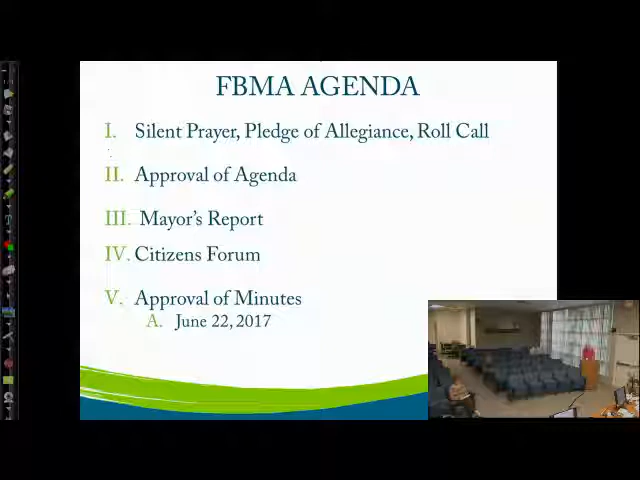 FBMA AGENDA
I. Silent Prayer, Pledge of Allegiance, Roll Call
II. Approval of Agenda
III. Mayor's Report
IV. Citizens Forum
V. Approval of Minutes
A. June 22, 2017